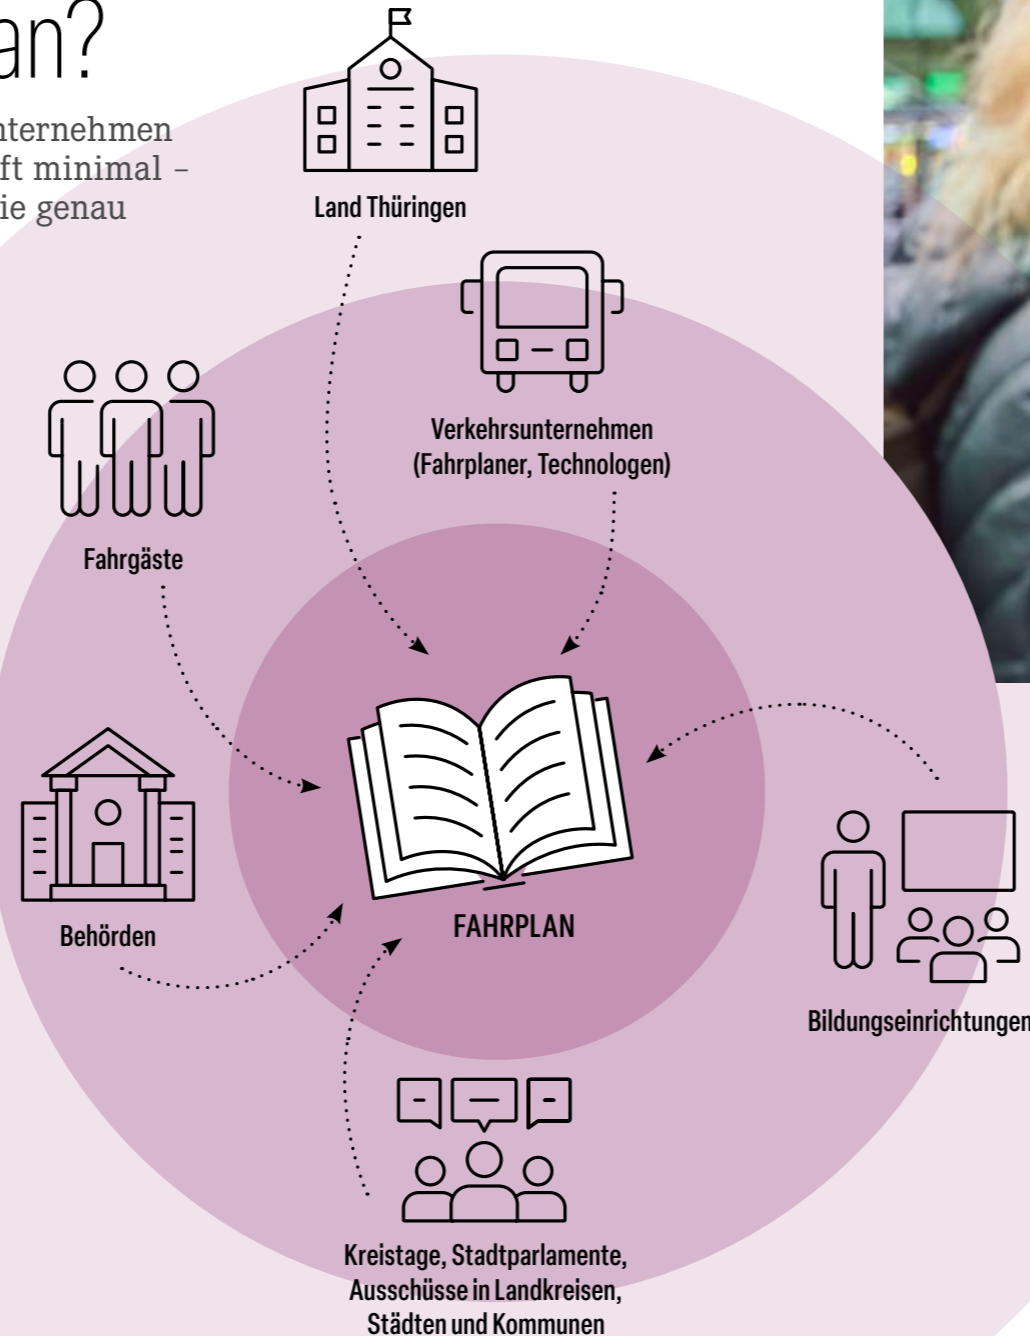 an?
nternehmen
ft minimal –
ie genau
Land Thüringen
Verkehrsunternehmen
(Fahrplaner, Technologen)
Fahrgäste
Behörden
FAHRPLAN
Bildungseinrichtungen
Kreistage, Stadtparlamente,
Ausschüsse in Landkreisen,
Städten und Kommunen